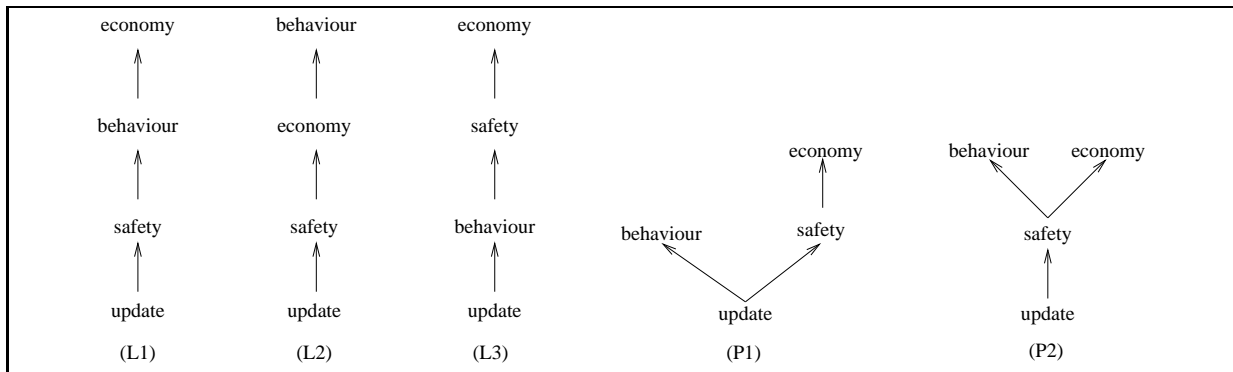 economy behaviour economy
behaviour economy safety
economy behaviour economy
safety safety behaviour behaviour safety safety
update update update update update
(L1) (L2) (L3) (P1) (P2)